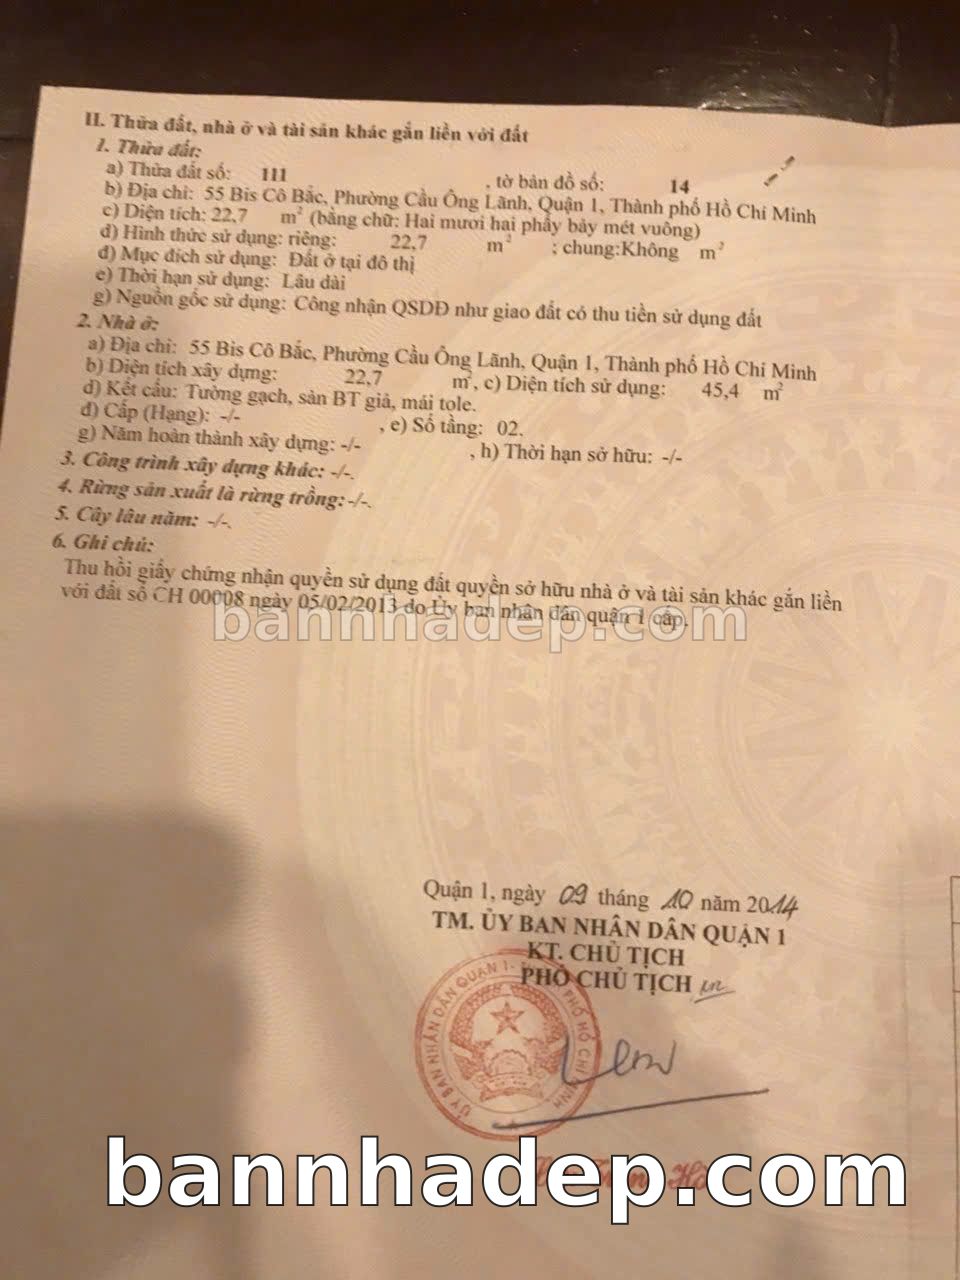 II. Thửa đất, nhà ở và tài sản khác gắn liền với đất
1. Thửa đất:
a) Thửa đất số: 111 , tờ bản đồ số: 14
b) Địa chỉ: 55 Bis Cô Bắc, Phường Cầu Ông Lãnh, Quận 1, Thành phố Hồ Chí Minh
c) Diện tích: 22,7 m² (bằng chữ: Hai mươi hai phẩy bảy mét vuông)
d) Hình thức sử dụng: riêng: 22,7 m² ; chung:Không m²
đ) Mục đích sử dụng: Đất ở tại đô thị
e) Thời hạn sử dụng: Lâu dài
g) Nguồn gốc sử dụng: Công nhận QSDĐ như giao đất có thu tiền sử dụng đất
2. Nhà ở:
a) Địa chỉ: 55 Bis Cô Bắc, Phường Cầu Ông Lãnh, Quận 1, Thành phố Hồ Chí Minh
b) Diện tích xây dựng: 22,7 m², c) Diện tích sử dụng: 45,4 m²
d) Kết cấu: Tường gạch, sàn BT giả, mái tole.
đ) Cấp (Hạng): -/- , e) Số tầng: 02.
g) Năm hoàn thành xây dựng: -/- , h) Thời hạn sở hữu: -/-
3. Công trình xây dựng khác: -/-.
4. Rừng sản xuất là rừng trồng: -/-.
5. Cây lâu năm: -/-.
6. Ghi chú:
Thu hồi giấy chứng nhận quyền sử dụng đất quyền sở hữu nhà ở và tài sản khác gắn liền
với đất số CH 00008 ngày 05/02/2013 do Ủy ban nhân dân quận 1 cấp.
bannhadep.com
Quận 1, ngày 09 tháng 10 năm 2014
TM. ỦY BAN NHÂN DÂN QUẬN 1
KT. CHỦ TỊCH
PHÓ CHỦ TỊCH
ỦY BAN NHÂN DÂN QUẬN 1 - PHỐ HỒ CHÍ MINH
bannhadep.com